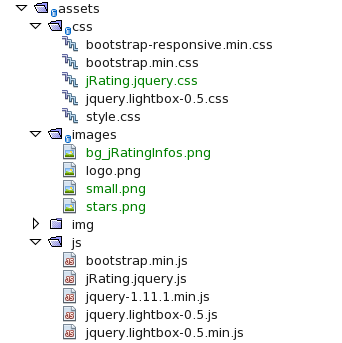 assets
css
bootstrap-responsive.min.css
bootstrap.min.css
jRating.jquery.css
jquery.lightbox-0.5.css
style.css
images
bg_jRatingInfos.png
logo.png
small.png
stars.png
img
js
bootstrap.min.js
jRating.jquery.js
jquery-1.11.1.min.js
jquery.lightbox-0.5.js
jquery.lightbox-0.5.min.js